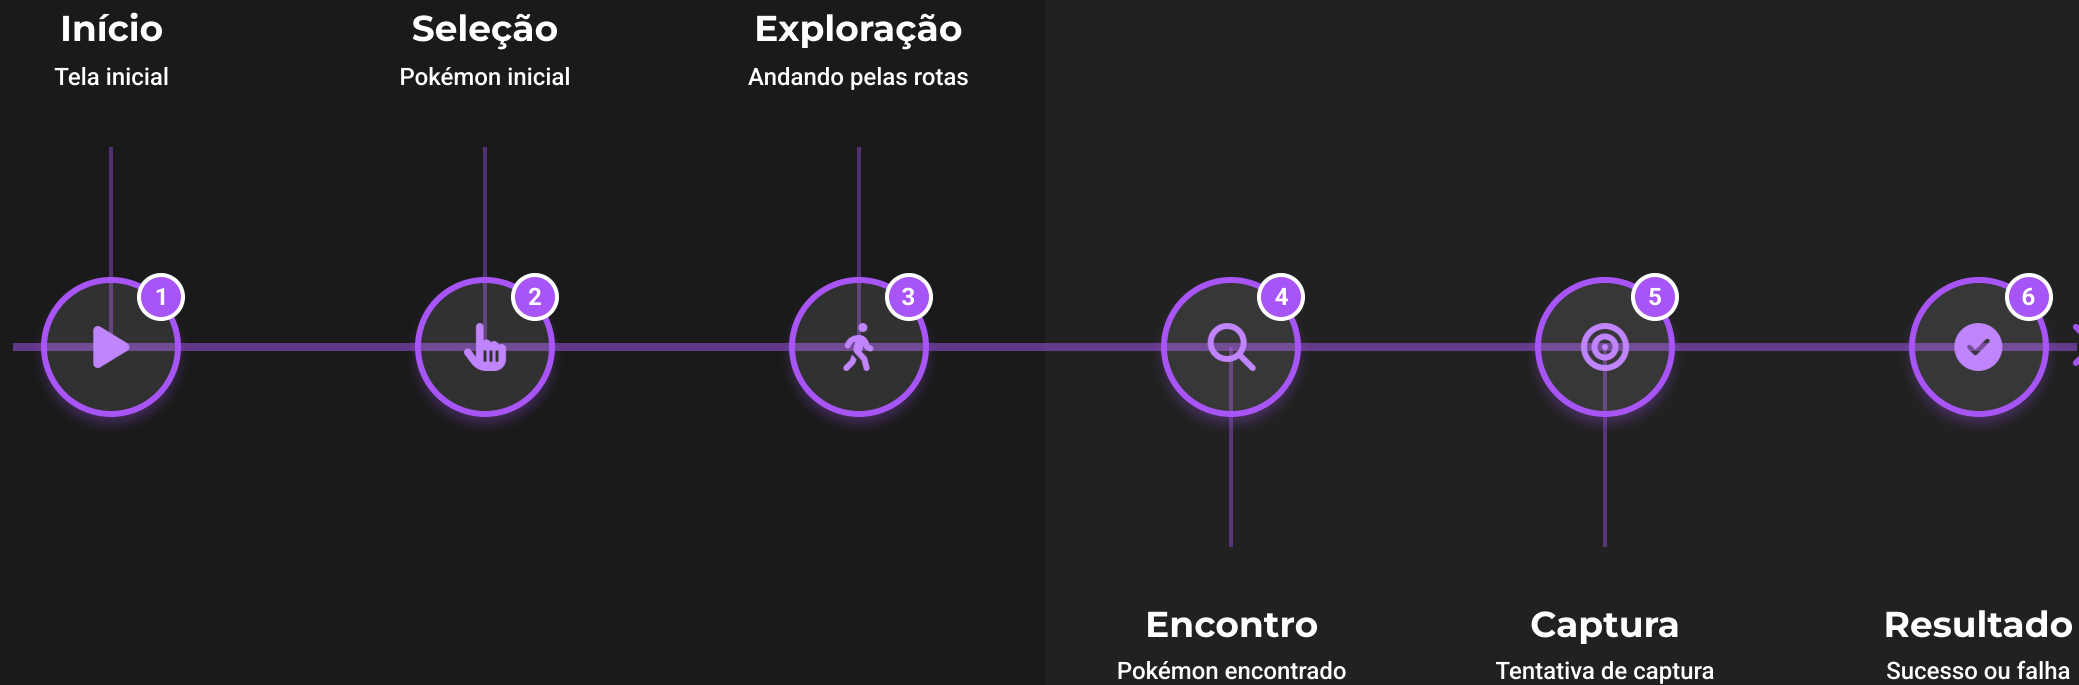 Início
Tela inicial
Seleção
Pokémon inicial
Exploração
Andando pelas rotas
1
2
3
4
5
6
Encontro
Pokémon encontrado
Captura
Tentativa de captura
Resultado
Sucesso ou falha